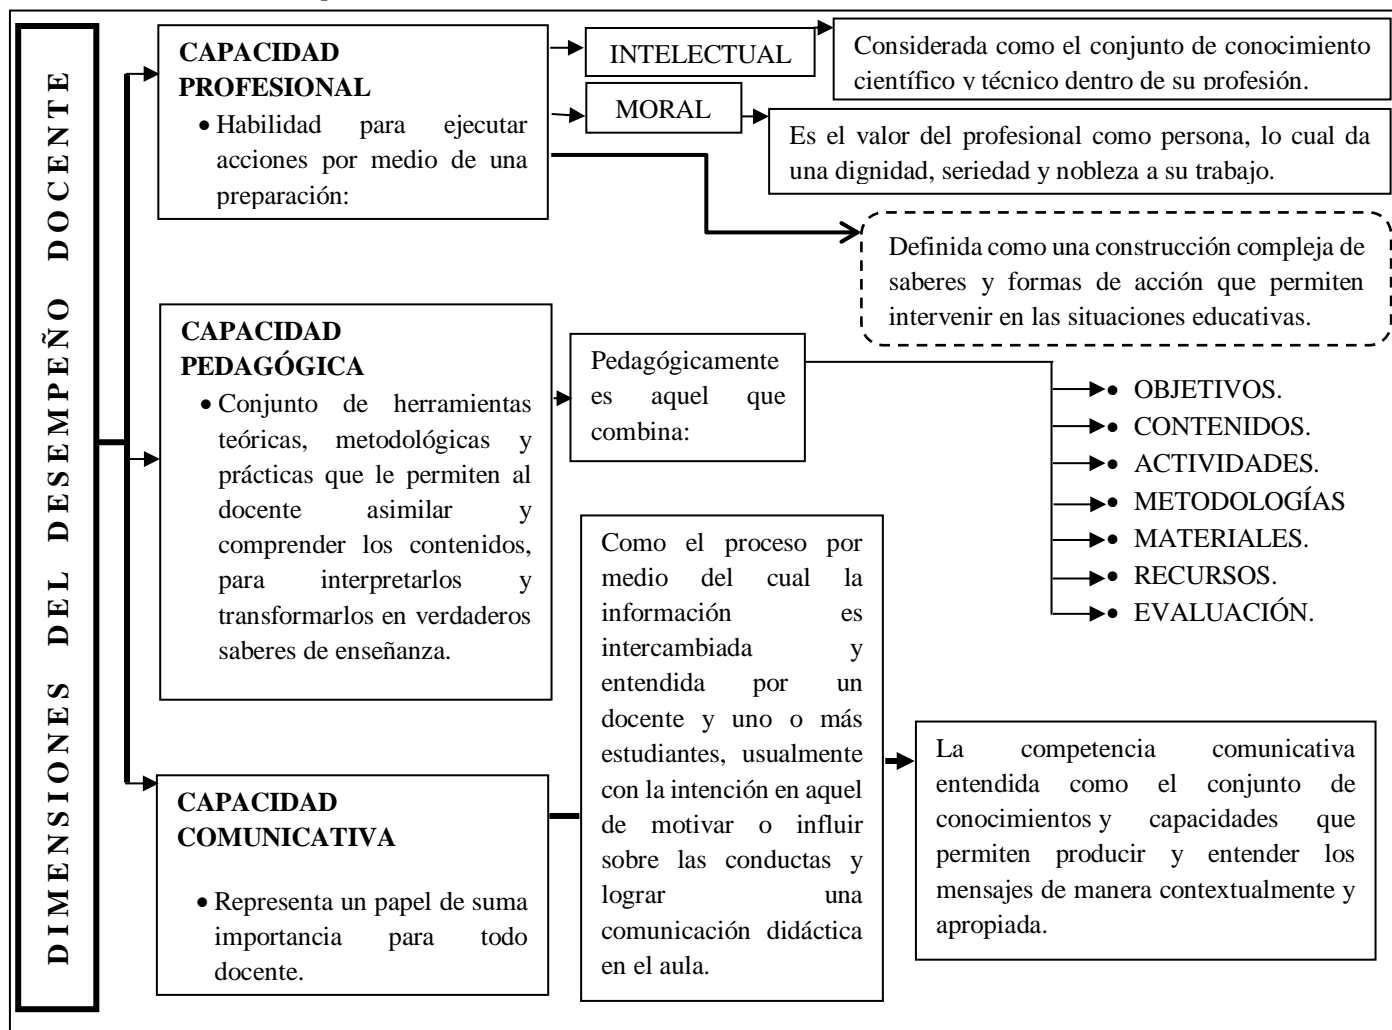 DIMENSIONES DEL DESEMPEÑO DOCENTE
CAPACIDAD
PROFESIONAL
• Habilidad para ejecutar
acciones por medio de una
preparación:
INTELECTUAL
Considerada como el conjunto de conocimiento
científico y técnico dentro de su profesión.
MORAL
Es el valor del profesional como persona, lo cual da
una dignidad, seriedad y nobleza a su trabajo.
Definida como una construcción compleja de
saberes y formas de acción que permiten
intervenir en las situaciones educativas.
CAPACIDAD
PEDAGÓGICA
• Conjunto de herramientas
teóricas, metodológicas y
prácticas que le permiten al
docente asimilar y
comprender los contenidos,
para interpretarlos y
transformarlos en verdaderos
saberes de enseñanza.
Pedagógicamente
es aquel que
combina:
• OBJETIVOS.
• CONTENIDOS.
• ACTIVIDADES.
• METODOLOGÍAS
• MATERIALES.
• RECURSOS.
• EVALUACIÓN.
CAPACIDAD
COMUNICATIVA
• Representa un papel de suma
importancia para todo
docente.
Como el proceso por
medio del cual la
información es
intercambiada y
entendida por un
docente y uno o más
estudiantes, usualmente
con la intención en aquel
de motivar o influir
sobre las conductas y
lograr una
comunicación didáctica
en el aula.
La competencia comunicativa
entendida como el conjunto de
conocimientos y capacidades que
permiten producir y entender los
mensajes de manera contextualmente y
apropiada.